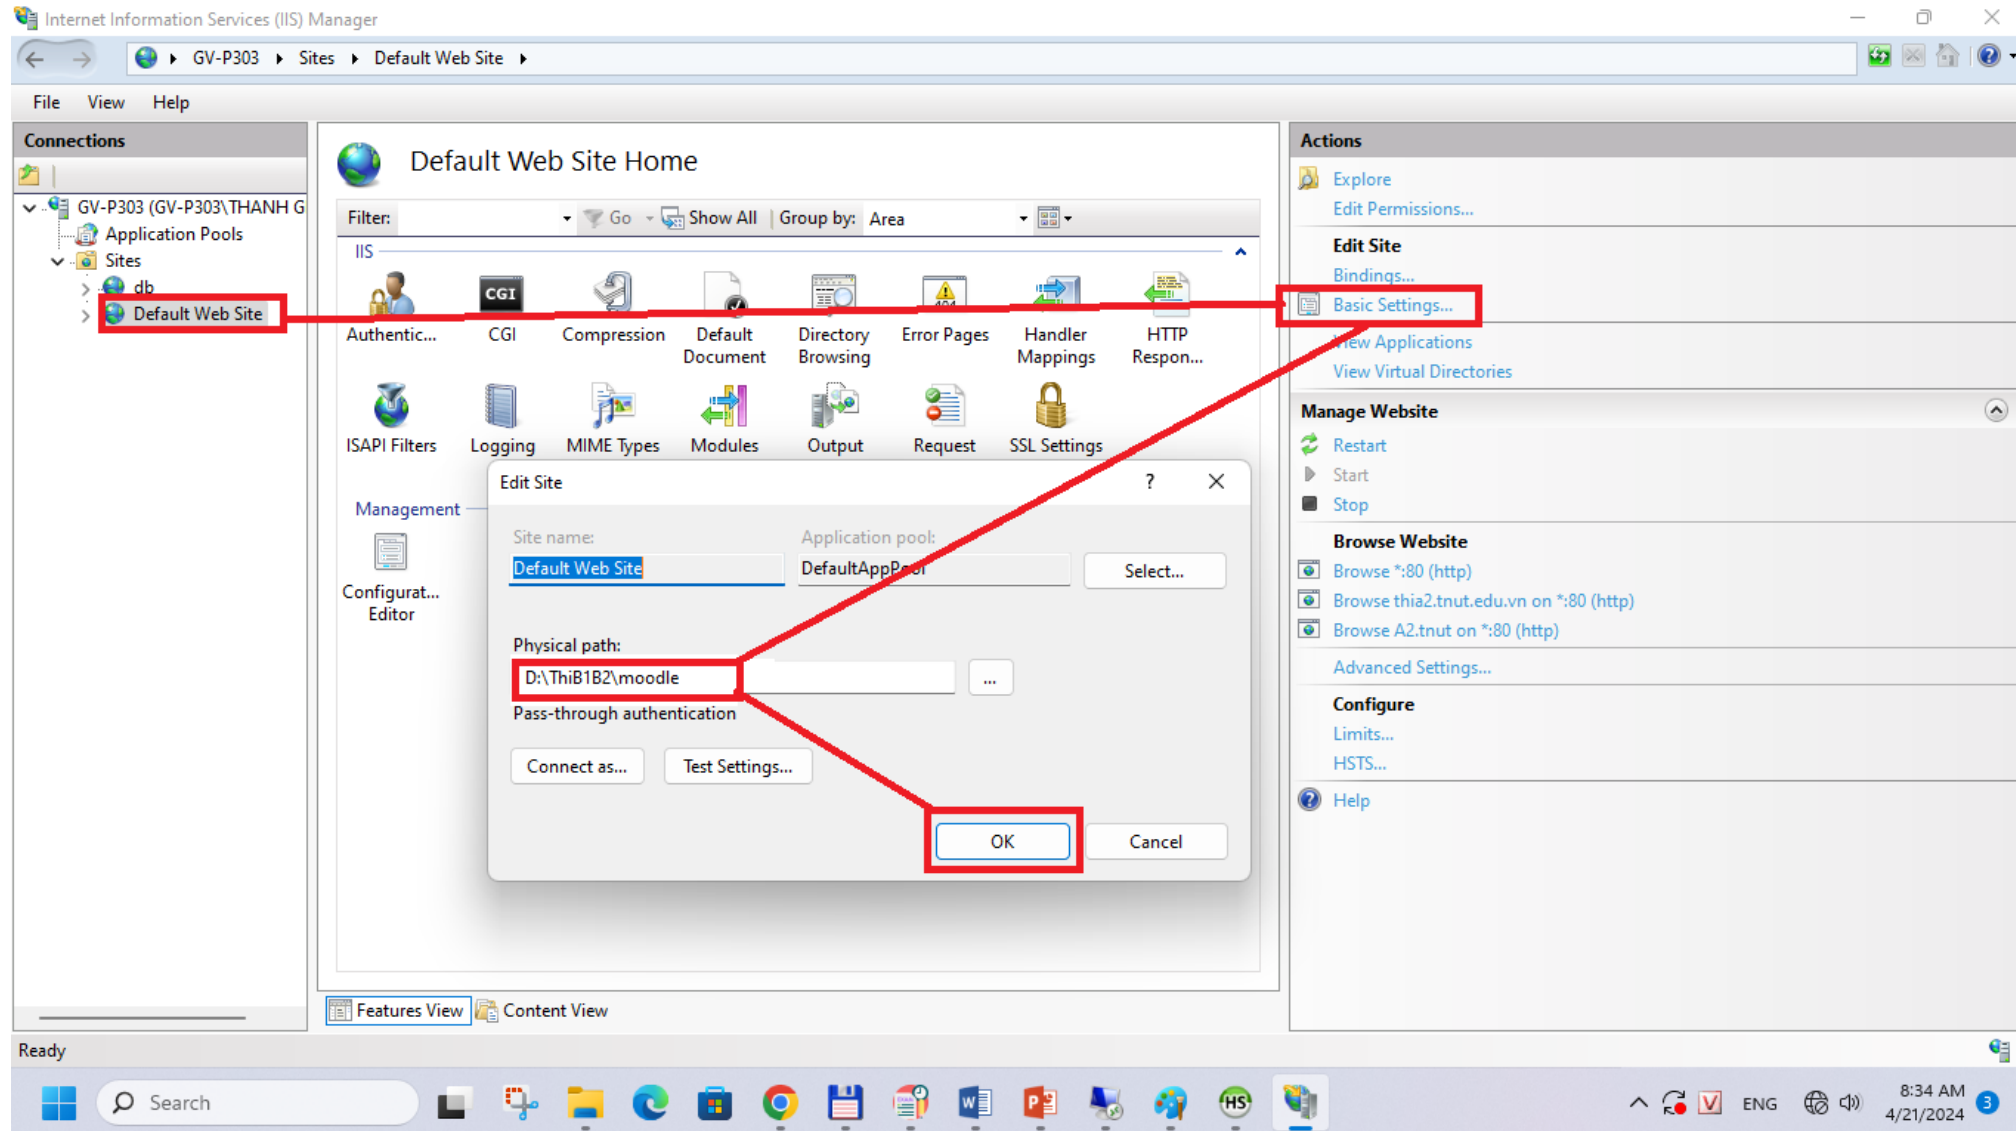 Internet Information Services (IIS) Manager
GV-P303 Sites Default Web Site
File View Help
Connections
GV-P303 (GV-P303\THANH G
Application Pools
Sites
db
Default Web Site
Default Web Site Home
Filter: Go Show All Group by: Area
IIS
Authentic... CGI Compression Default Document Directory Browsing Error Pages Handler Mappings HTTP Respon...
ISAPI Filters Logging MIME Types Modules Output Request SSL Settings
Management
Configurat... Editor
Edit Site
?
Site name: Application pool:
Default Web Site DefaultAppPool Select...
Physical path:
D:\ThiB1B2\moodle ...
Pass-through authentication
Connect as... Test Settings...
OK Cancel
Features View Content View
Actions
Explore
Edit Permissions...
Edit Site
Bindings...
Basic Settings...
View Applications
View Virtual Directories
Manage Website
Restart
Start
Stop
Browse Website
Browse *:80 (http)
Browse thia2.tnut.edu.vn on *:80 (http)
Browse A2.tnut on *:80 (http)
Advanced Settings...
Configure
Limits...
HSTS...
Help
Ready
Search
HS
V ENG
8:34 AM
4/21/2024
3